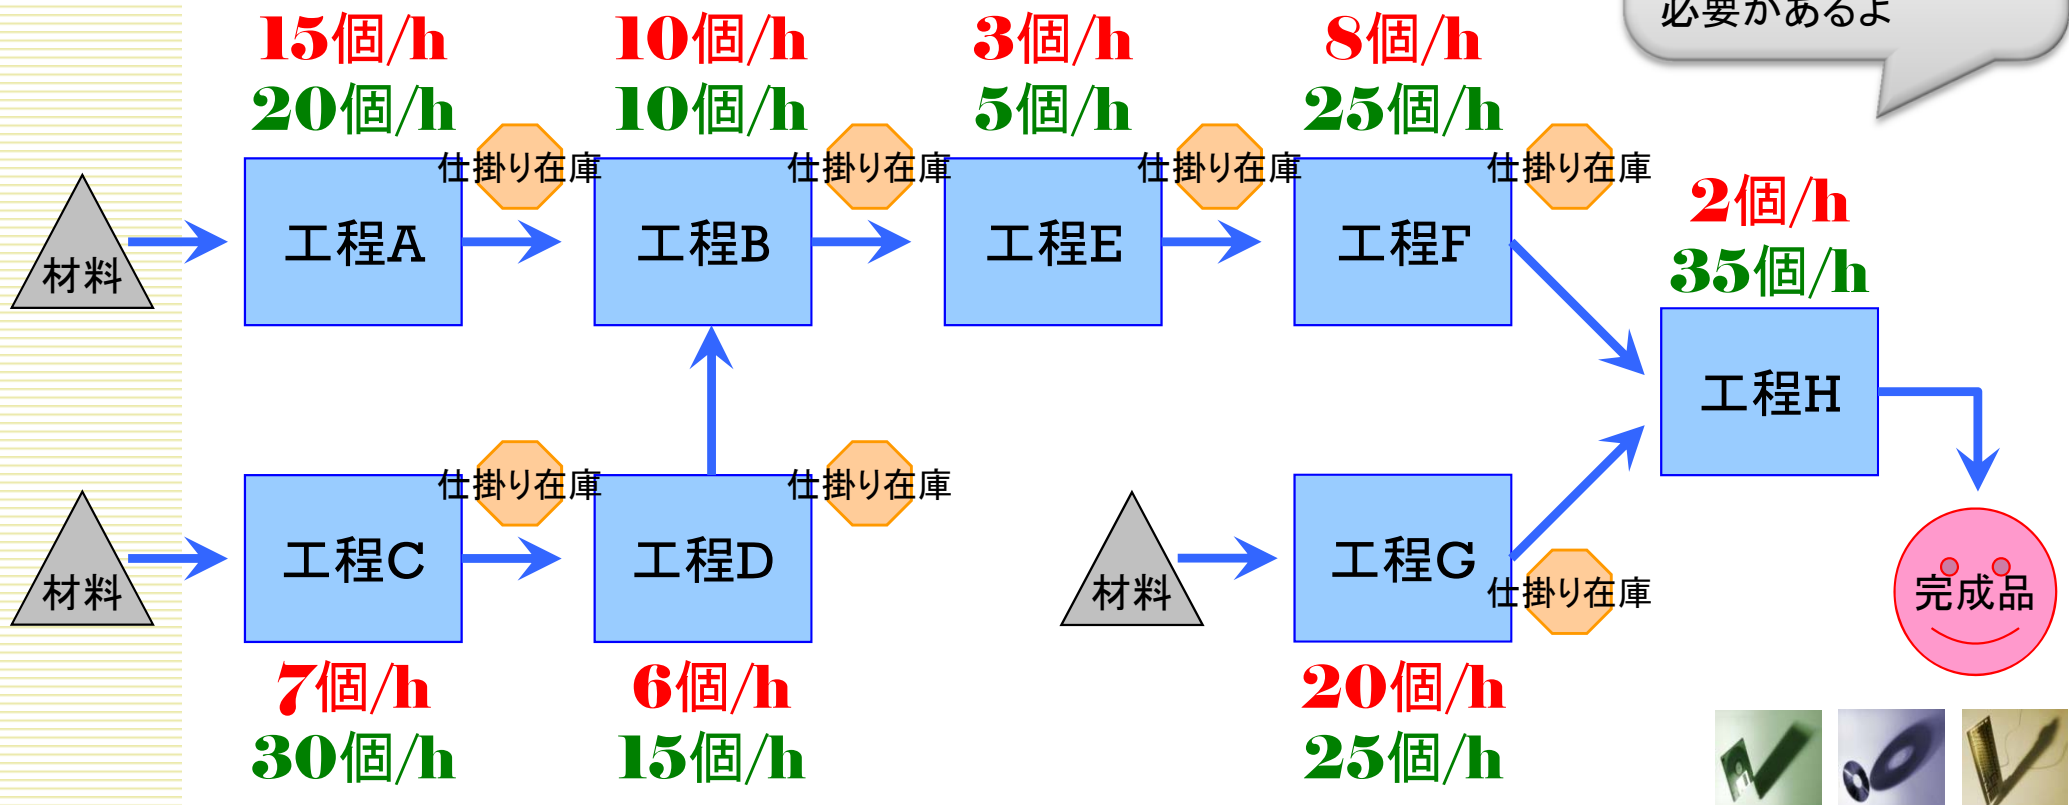 必要があるよ
15個/h
20個/h
10個/h
10個/h
3個/h
5個/h
8個/h
25個/h
仕掛り在庫
仕掛り在庫
仕掛り在庫
仕掛り在庫
2個/h
35個/h
材料
工程A
工程B
工程E
工程F
工程H
仕掛り在庫
仕掛り在庫
材料
工程C
工程D
材料
工程G
仕掛り在庫
完成品
7個/h
30個/h
6個/h
15個/h
20個/h
25個/h